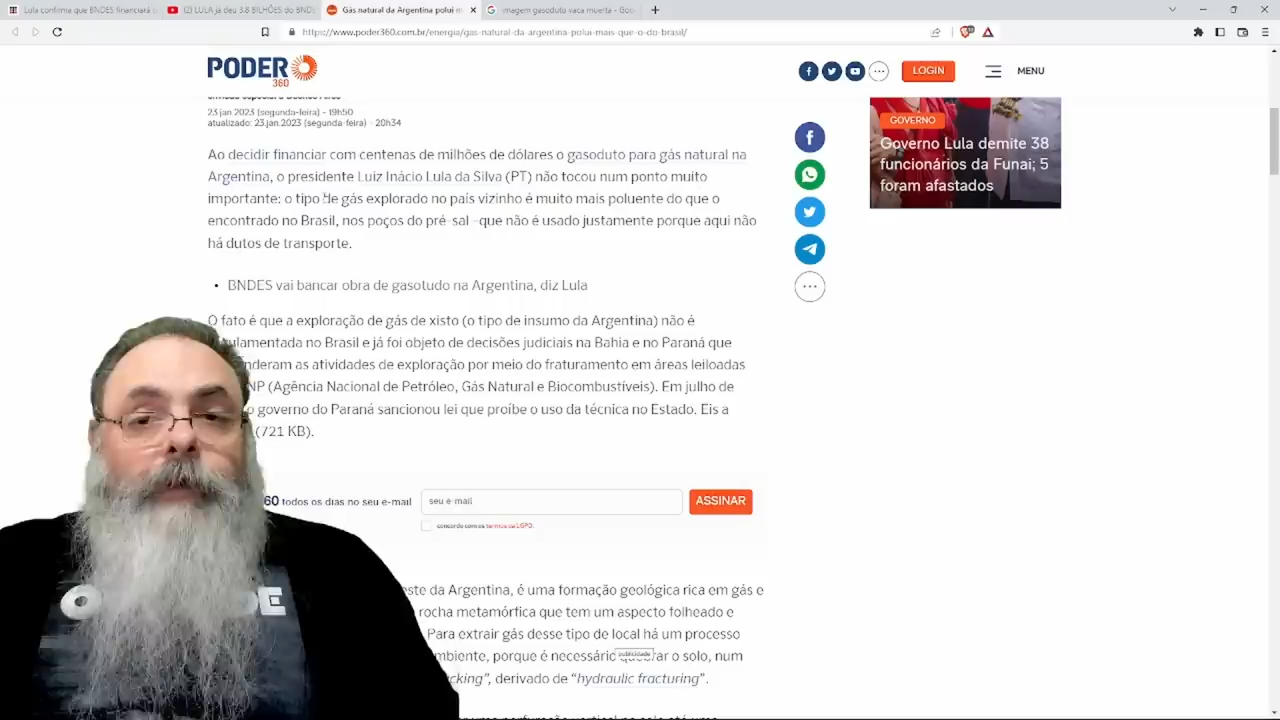 Lula confirma que BNDES financiará
(2) LULA já deu 3.8 BILHÕES do BNDE
Gás natural da Argentina polui m
imagem gasoduto vaca muerta - Goo
https://www.poder360.com.br/energia/gas-natural-da-argentina-polui-mais-que-o-do-brasil/
PODER
360
LOGIN
MENU
enviado especial a Buenos Aires
23.jan.2023 (segunda-feira) - 19h50
atualizado: 23.jan.2023 (segunda-feira) - 20h34
Ao decidir financiar com centenas de milhões de dólares o gasoduto para gás natural na
Argentina, o presidente Luiz Inácio Lula da Silva (PT) não tocou num ponto muito
importante: o tipo de gás explorado no país vizinho é muito mais poluente do que o
encontrado no Brasil, nos poços do pré-sal –que não é usado justamente porque aqui não
há dutos de transporte.
• BNDES vai bancar obra de gasotudo na Argentina, diz Lula
O fato é que a exploração de gás de xisto (o tipo de insumo da Argentina) não é
ulamentada no Brasil e já foi objeto de decisões judiciais na Bahia e no Paraná que
nderam as atividades de exploração por meio do fraturamento em áreas leiloadas
NP (Agência Nacional de Petróleo, Gás Natural e Biocombustíveis). Em julho de
o governo do Paraná sancionou lei que proíbe o uso da técnica no Estado. Eis a
(721 KB).
60 todos os dias no seu e-mail
seu e-mail
ASSINAR
concordo com os termos da LGPD.
este da Argentina, é uma formação geológica rica em gás e
rocha metamórfica que tem um aspecto folheado e
Para extrair gás desse tipo de local há um processo
mbiente, porque é necessário quebrar o solo, num
publicidade
cking", derivado de "hydraulic fracturing".
GOVERNO
Governo Lula demite 38
funcionários da Funai; 5
foram afastados